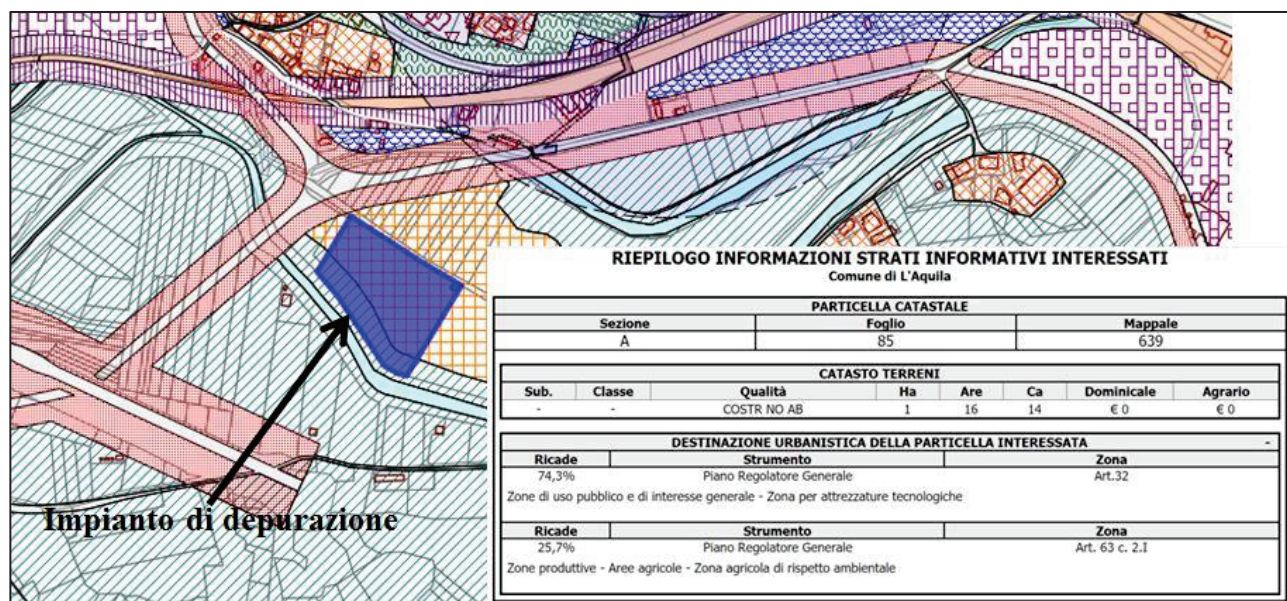 RIEPILOGO INFORMAZIONI STRATI INFORMATIVI INTERESSATI
Comune di L'Aquila
PARTICELLA CATASTALE
Sezione Foglio Mappale
A 85 639
CATASTO TERRENI
Sub. Classe Qualità Ha Are Ca Dominicale Agrario
- - COSTR NO AB 1 16 14 € 0 € 0
DESTINAZIONE URBANISTICA DELLA PARTICELLA INTERESSATA -
Ricade Strumento Zona
74,3% Piano Regolatore Generale Art.32
Zone di uso pubblico e di interesse generale - Zona per attrezzature tecnologiche
Ricade Strumento Zona
25,7% Piano Regolatore Generale Art. 63 c. 2.I
Zone produttive - Aree agricole - Zona agricola di rispetto ambientale
Impianto di depurazione